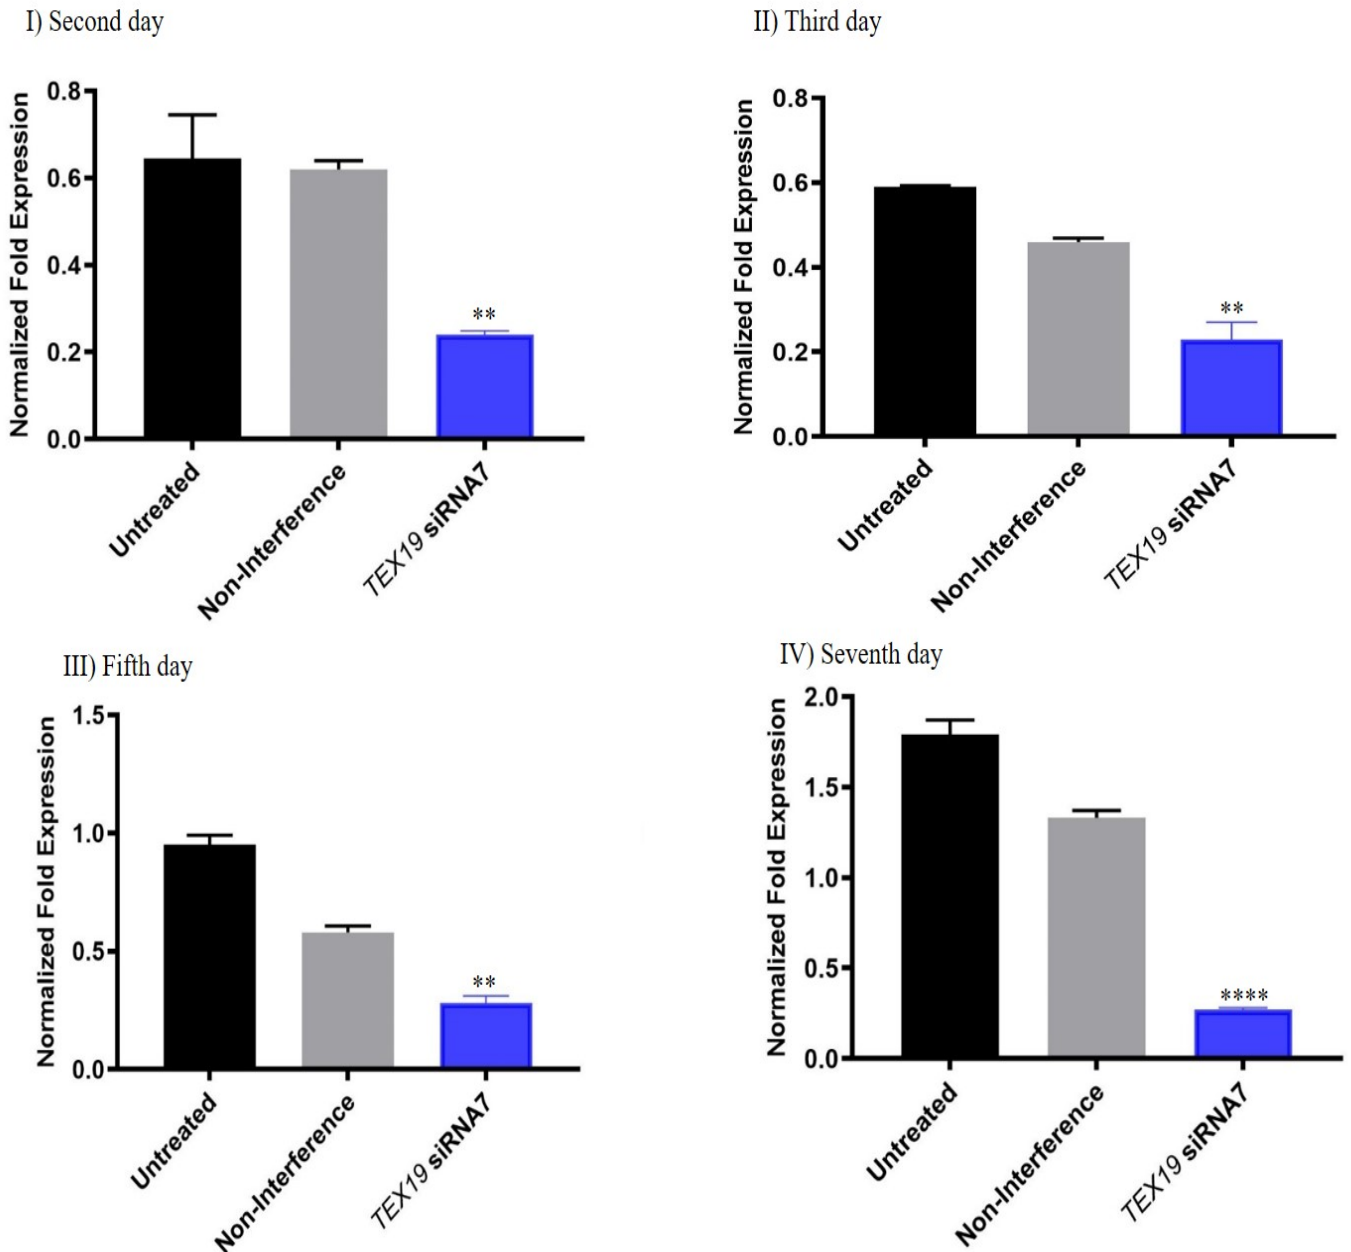 I) Second day
Normalized Fold Expression
0.8
0.6
0.4
0.2
0.0
**
Untreated
Non-Interference
TEX19 siRNA7
II) Third day
Normalized Fold Expression
0.8
0.6
0.4
0.2
0.0
**
Untreated
Non-Interference
TEX19 siRNA7
III) Fifth day
Normalized Fold Expression
1.5
1.0
0.5
0.0
**
Untreated
Non-Interference
TEX19 siRNA7
IV) Seventh day
Normalized Fold Expression
2.0
1.5
1.0
0.5
0.0
****
Untreated
Non-Interference
TEX19 siRNA7